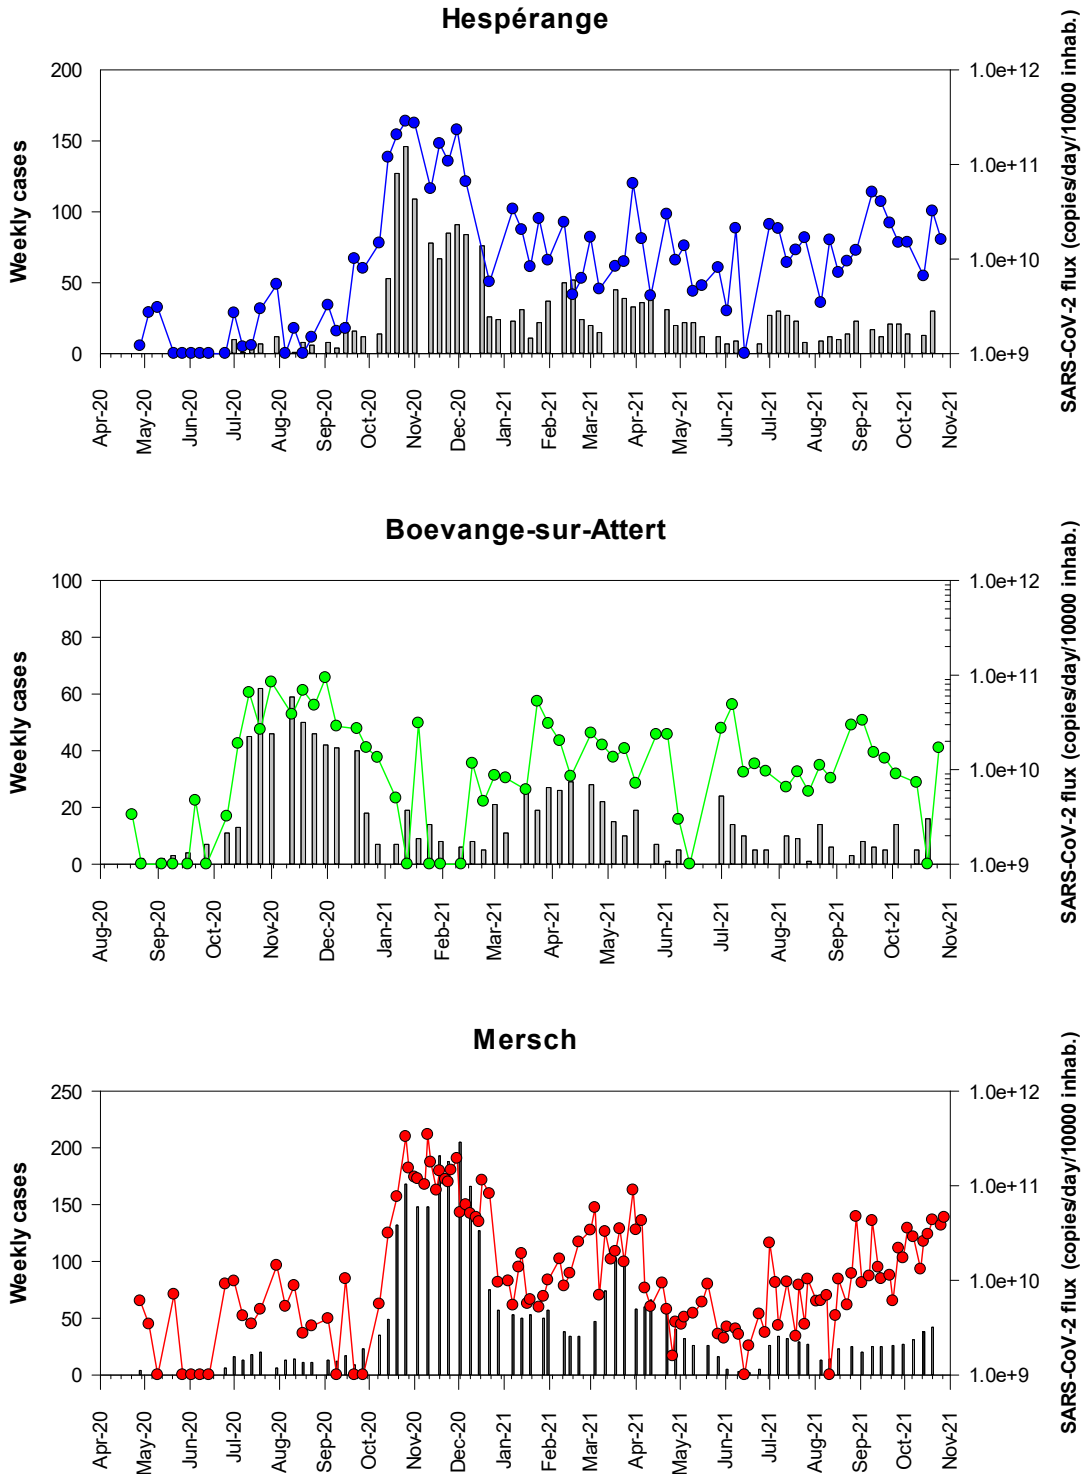 Hespérange
Weekly cases
200
150
100
50
0
1.0e+12
1.0e+11
1.0e+10
1.0e+9
SARS-CoV-2 flux (copies/day/10000 inhab.)
Apr-20
May-20
Jun-20
Jul-20
Aug-20
Sep-20
Oct-20
Nov-20
Dec-20
Jan-21
Feb-21
Mar-21
Apr-21
May-21
Jun-21
Jul-21
Aug-21
Sep-21
Oct-21
Nov-21
Boevange-sur-Attert
Weekly cases
100
80
60
40
20
0
1.0e+12
1.0e+11
1.0e+10
1.0e+9
SARS-CoV-2 flux (copies/day/10000 inhab.)
Aug-20
Sep-20
Oct-20
Nov-20
Dec-20
Jan-21
Feb-21
Mar-21
Apr-21
May-21
Jun-21
Jul-21
Aug-21
Sep-21
Oct-21
Nov-21
Mersch
Weekly cases
250
200
150
100
50
0
1.0e+12
1.0e+11
1.0e+10
1.0e+9
SARS-CoV-2 flux (copies/day/10000 inhab.)
Apr-20
May-20
Jun-20
Jul-20
Aug-20
Sep-20
Oct-20
Nov-20
Dec-20
Jan-21
Feb-21
Mar-21
Apr-21
May-21
Jun-21
Jul-21
Aug-21
Sep-21
Oct-21
Nov-21